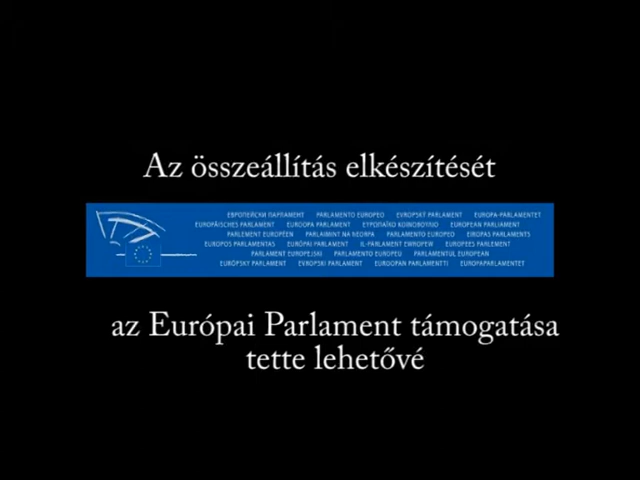 Az összeállítás elkészítését
ЕВРОПЕЙСКИ ПАРЛАМЕНТ PARLAMENTO EUROPEO EVROPSKÝ PARLAMENT EUROPA-PARLAMENTET
EUROPÄISCHES PARLAMENT EUROOPA PARLAMENT ΕΥΡΩΠΑΪΚΟ ΚΟΙΝΟΒΟΥΛΙΟ EUROPEAN PARLIAMENT
PARLEMENT EUROPÉEN PARLAIMINT NA hEORPA PARLAMENTO EUROPEO EIROPAS PARLAMENTS
EUROPOS PARLAMENTAS EURÓPAI PARLAMENT IL-PARLAMENT EWROPEW EUROPEES PARLEMENT
PARLAMENT EUROPEJSKI PARLAMENTO EUROPEU PARLAMENTUL EUROPEAN
EURÓPSKY PARLAMENT EVROPSKI PARLAMENT EUROOPAN PARLAMENTTI EUROPAPARLAMENTET
az Európai Parlament támogatása
tette lehetővé